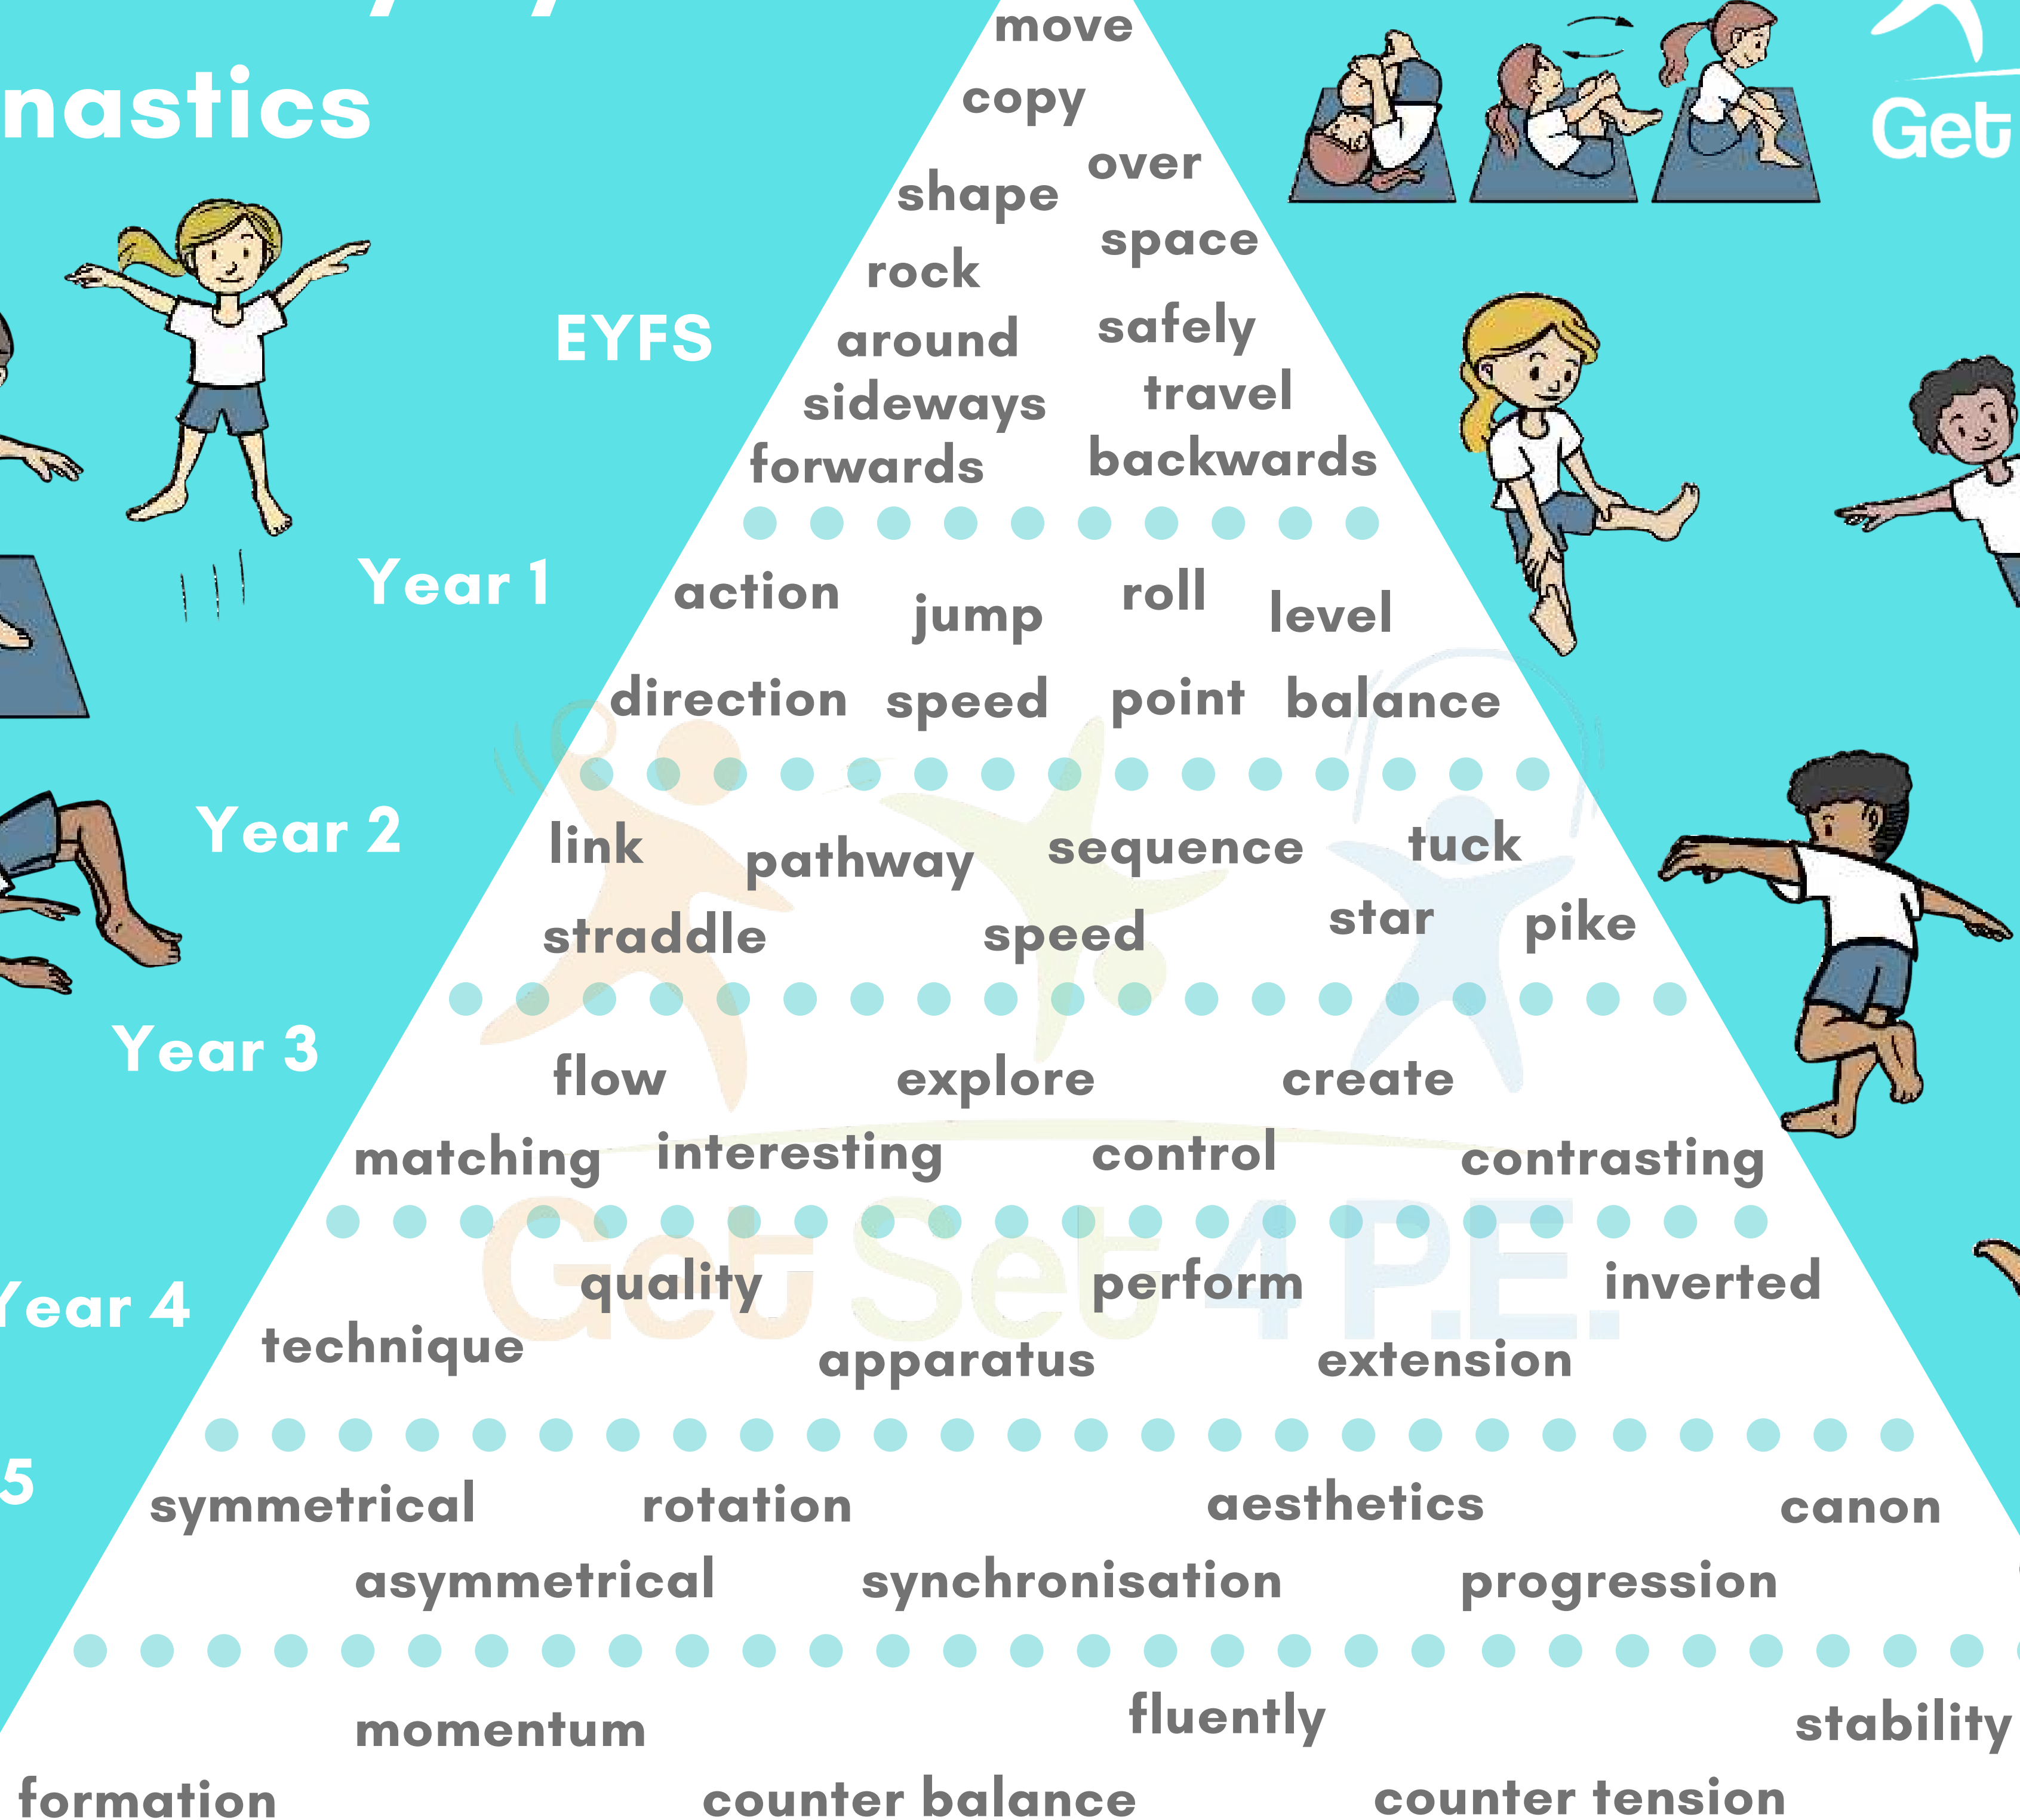 move
nastics
Get
copy
over
shape
space
rock
EYFS
safely
around
travel
sideways
backwards
forwards
Year 1
action
roll
level
jump
direction
speed
point
balance
Year 2
link
pathway
sequence
tuck
straddle
speed
star
pike
Year 3
flow
explore
create
matching
interesting
control
contrasting
Get Set 4 P.E.
Year 4
quality
perform
inverted
technique
apparatus
extension
5
symmetrical
rotation
aesthetics
canon
asymmetrical
synchronisation
progression
momentum
fluently
stability
formation
counter balance
counter tension